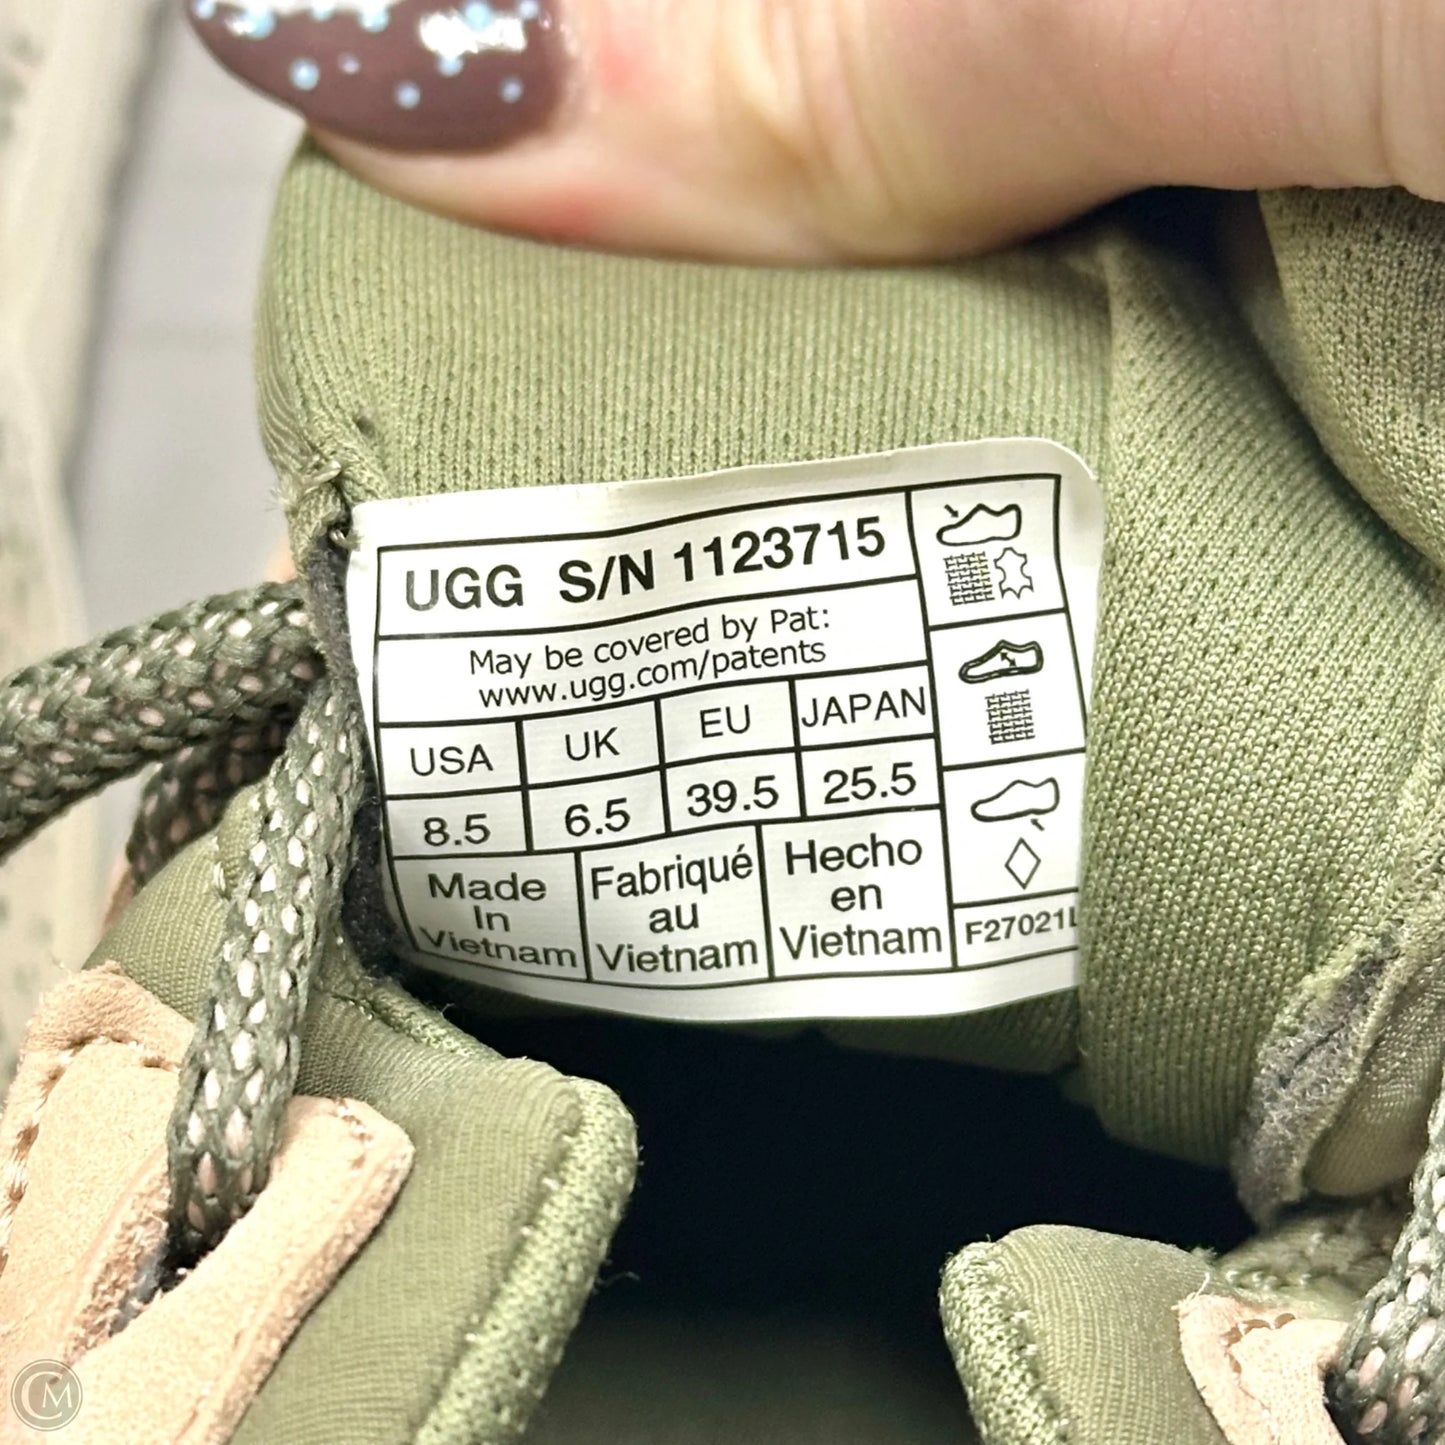 UGG S/N 1123715
May be covered by Pat:
www.ugg.com/patents
USA UK EU JAPAN
8.5 6.5 39.5 25.5
Made
In
Vietnam
Fabriqué
au
Vietnam
Hecho
en
Vietnam
F27021L
CM